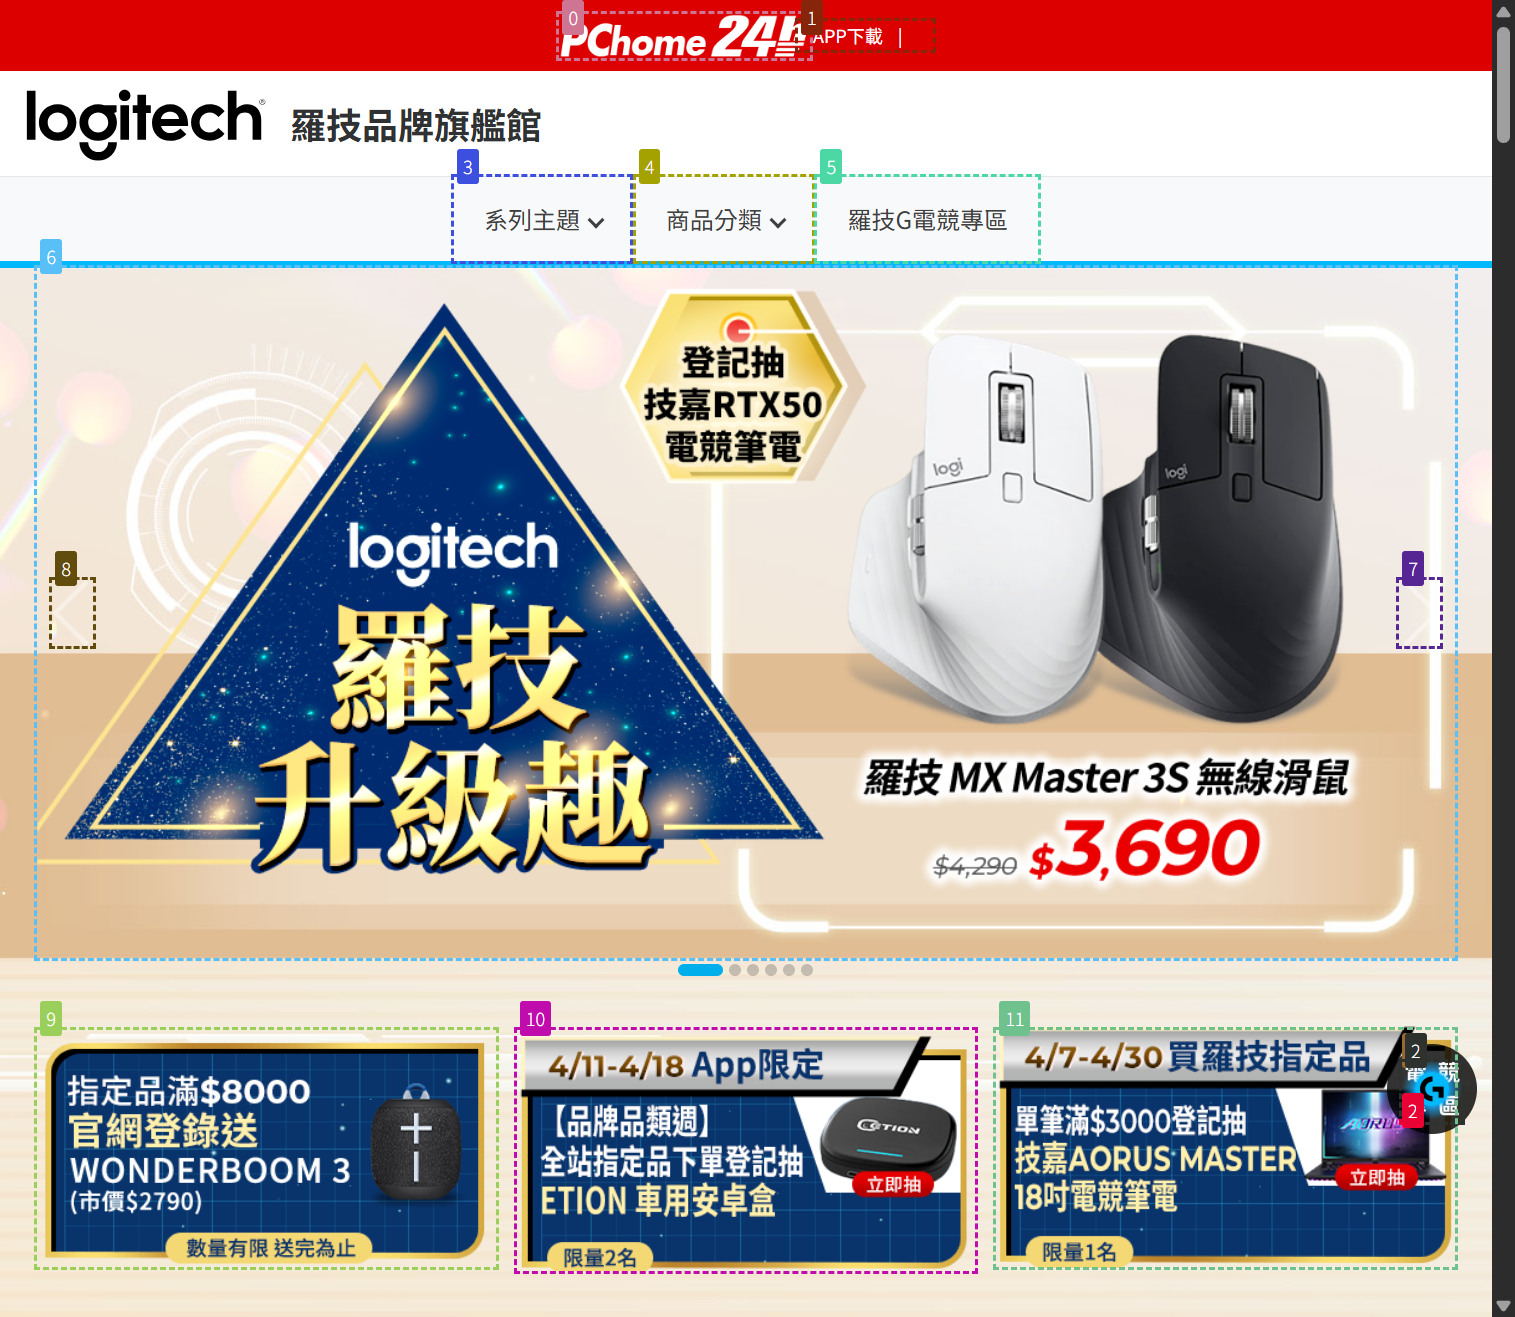 PChome 24h
APP下載 |
logitech
羅技品牌旗艦館
系列主題
商品分類
羅技G電競專區
登記抽
技嘉RTX50
電競筆電
logi
logi
logitech
羅技
升級趣
羅技 MX Master 3S 無線滑鼠
$4,290 $3,690
指定品滿$8000
官網登錄送
WONDERBOOM 3
(市價$2790)
數量有限 送完為止
4/11-4/18 App限定
【品牌品類週】
全站指定品下單登記抽
ETION 車用安卓盒
ETION
立即抽
限量2名
4/7-4/30 買羅技指定品
單筆滿$3000登記抽
技嘉AORUS MASTER
18吋電競筆電
立即抽
限量1名
0
1
3
4
5
6
7
8
9
10
11
2
2